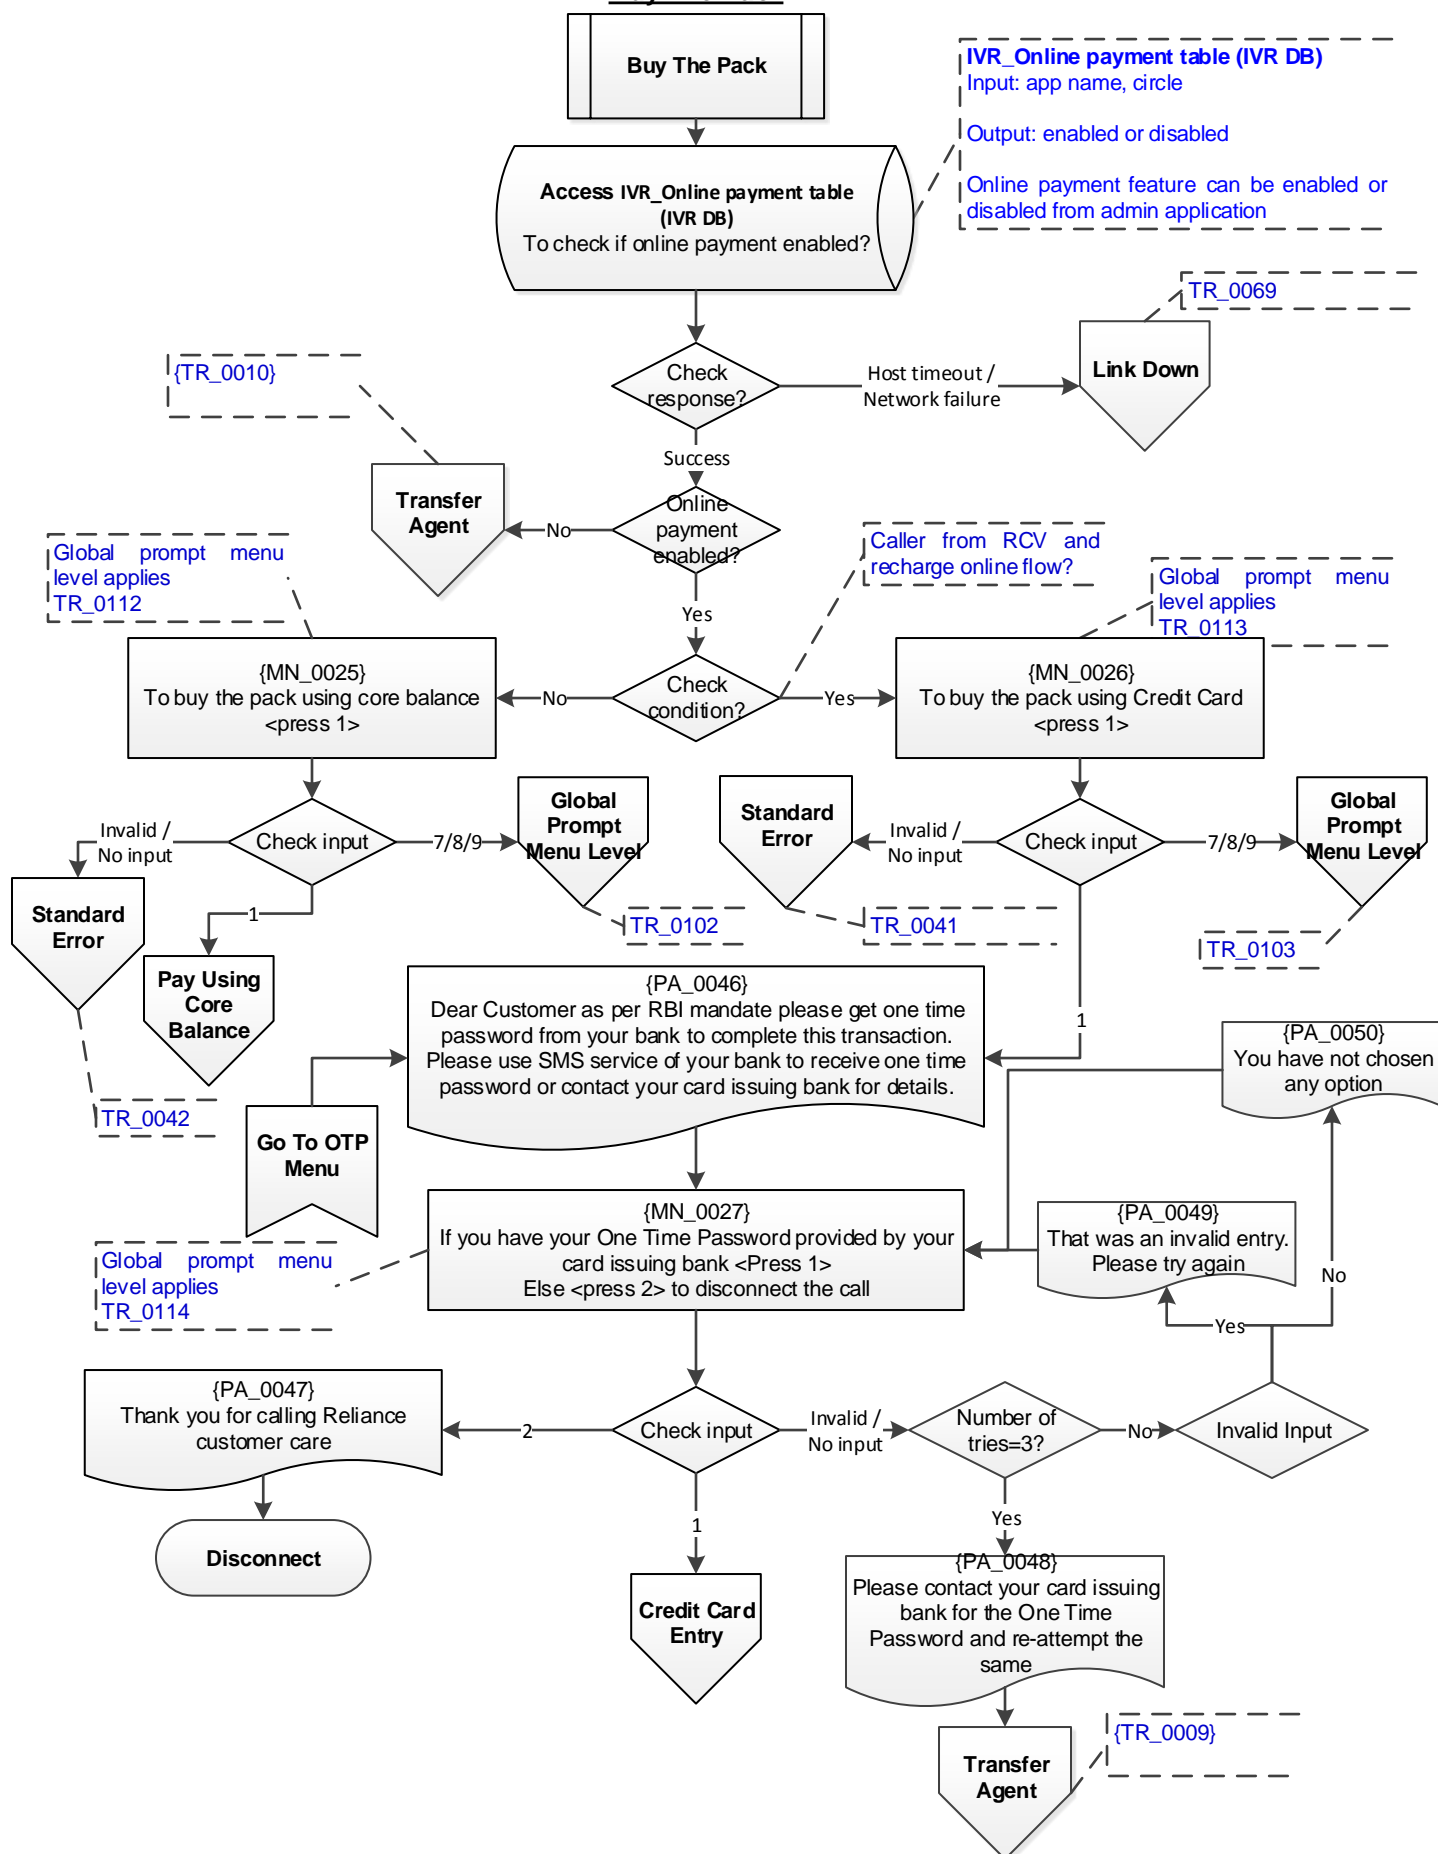 Buy The Pack
IVR_Online payment table (IVR DB)
Input: app name, circle
Output: enabled or disabled
Online payment feature can be enabled or
disabled from admin application
Access IVR_Online payment table
(IVR DB)
To check if online payment enabled?
TR_0069
Link Down
Check
response?
Host timeout /
Network failure
{TR_0010}
Success
Transfer
Agent
No
Online
payment
enabled?
Caller from RCV and
recharge online flow?
Global prompt menu
level applies
TR_0112
Global prompt menu
level applies
TR_0113
Yes
{MN_0025}
To buy the pack using core balance
<press 1>
No
Check
condition?
Yes
{MN_0026}
To buy the pack using Credit Card
<press 1>
Invalid /
No input
Check input
7/8/9
Global
Prompt
Menu Level
Standard
Error
Invalid /
No input
Check input
7/8/9
Global
Prompt
Menu Level
Standard
Error
1
TR_0102
TR_0041
TR_0103
Pay Using
Core
Balance
{PA_0046}
Dear Customer as per RBI mandate please get one time
password from your bank to complete this transaction.
Please use SMS service of your bank to receive one time
password or contact your card issuing bank for details.
1
{PA_0050}
You have not chosen
any option
TR_0042
Go To OTP
Menu
{MN_0027}
If you have your One Time Password provided by your
card issuing bank <Press 1>
Else <press 2> to disconnect the call
{PA_0049}
That was an invalid entry.
Please try again
No
Global prompt menu
level applies
TR_0114
Yes
{PA_0047}
Thank you for calling Reliance
customer care
2
Check input
Invalid /
No input
Number of
tries=3?
No
Invalid Input
Disconnect
1
Yes
Credit Card
Entry
{PA_0048}
Please contact your card issuing
bank for the One Time
Password and re-attempt the
same
Transfer
Agent
{TR_0009}